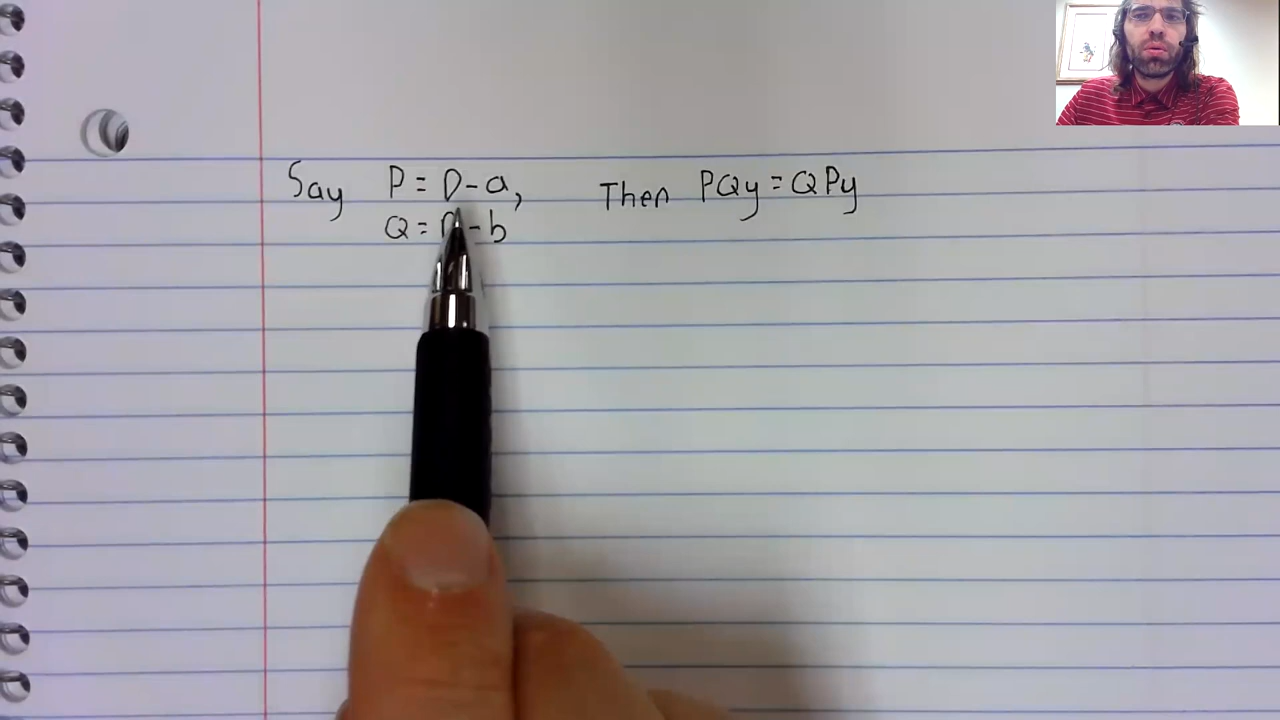 Say P = D - a, Then PQy = QPy
Q = D - b